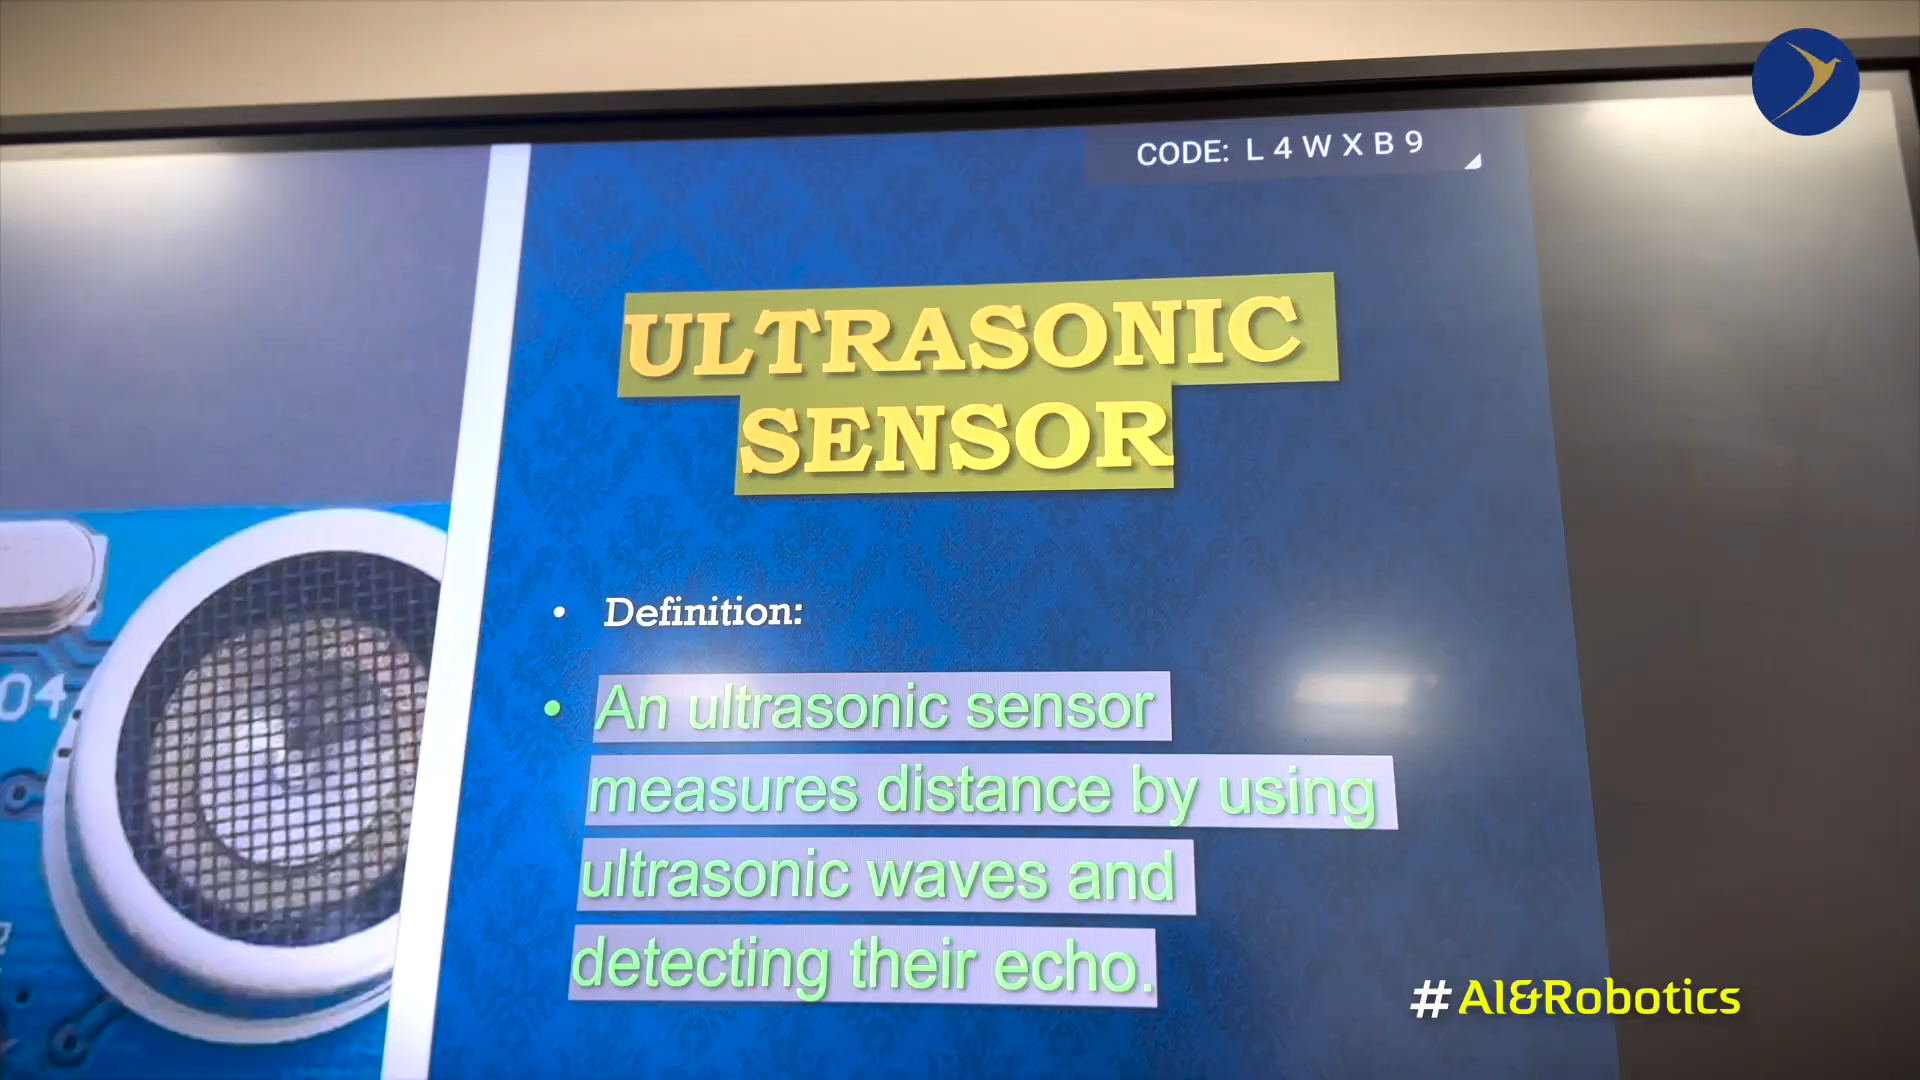 CODE: L 4 W X B 9
ULTRASONIC
SENSOR
• Definition:
• An ultrasonic sensor
measures distance by using
ultrasonic waves and
detecting their echo.
04
#AI&Robotics